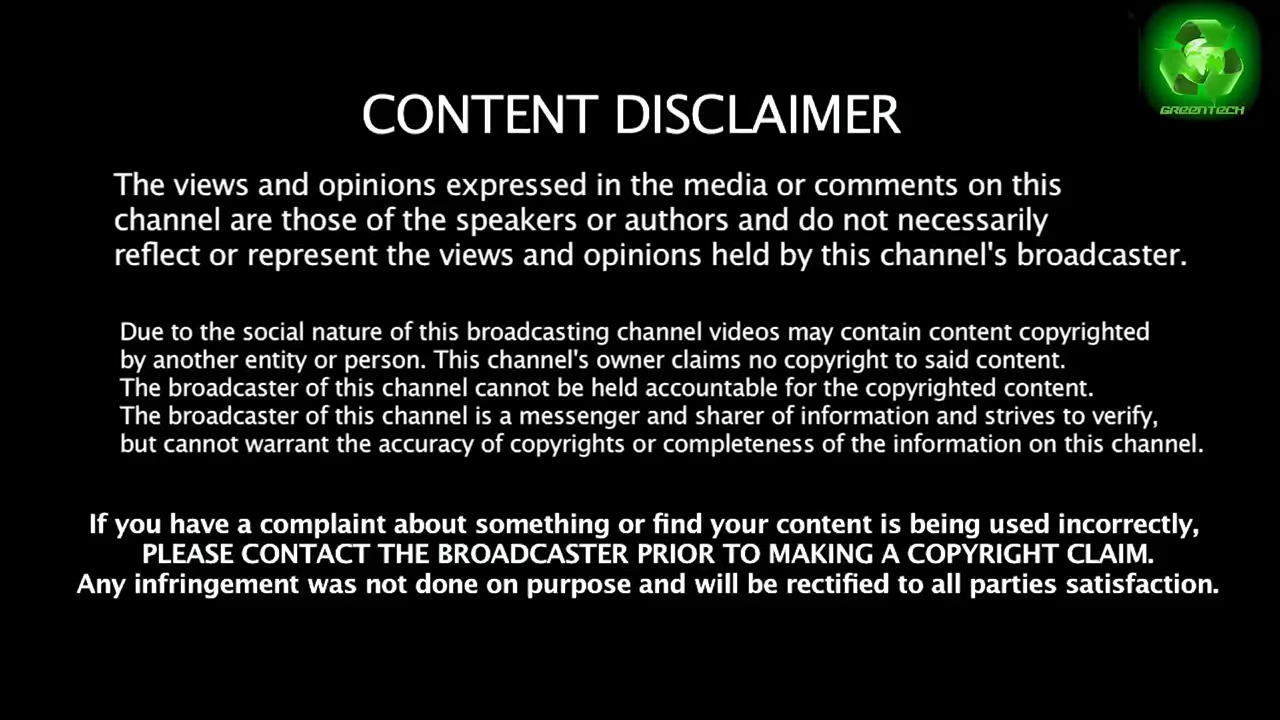 GREENTECH
CONTENT DISCLAIMER
The views and opinions expressed in the media or comments on this
channel are those of the speakers or authors and do not necessarily
reflect or represent the views and opinions held by this channel's broadcaster.
Due to the social nature of this broadcasting channel videos may contain content copyrighted
by another entity or person. This channel's owner claims no copyright to said content.
The broadcaster of this channel cannot be held accountable for the copyrighted content.
The broadcaster of this channel is a messenger and sharer of information and strives to verify,
but cannot warrant the accuracy of copyrights or completeness of the information on this channel.
If you have a complaint about something or find your content is being used incorrectly,
PLEASE CONTACT THE BROADCASTER PRIOR TO MAKING A COPYRIGHT CLAIM.
Any infringement was not done on purpose and will be rectified to all parties satisfaction.